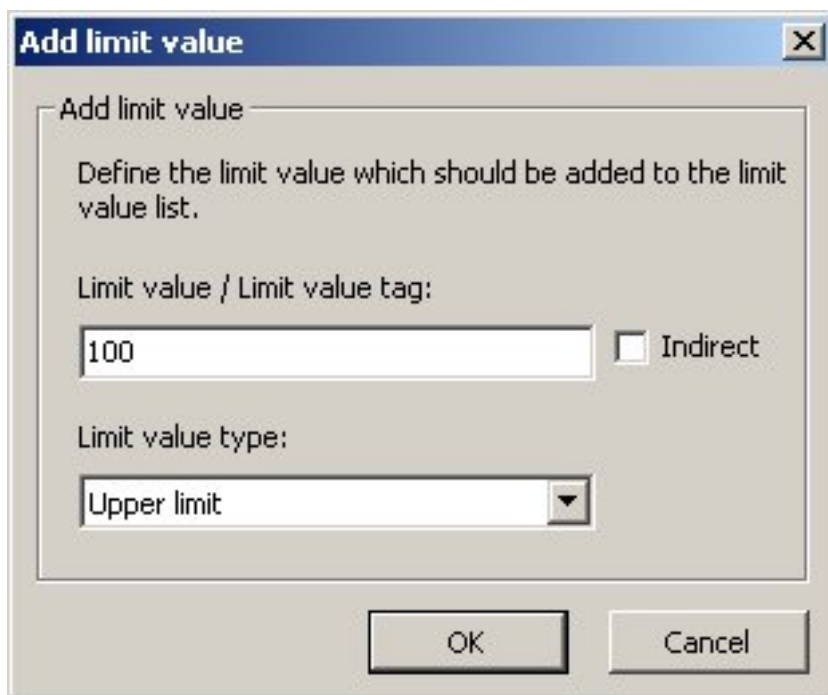 Add limit value
Add limit value
Define the limit value which should be added to the limit
value list.
Limit value / Limit value tag:
100
Indirect
Limit value type:
Upper limit
OK
Cancel